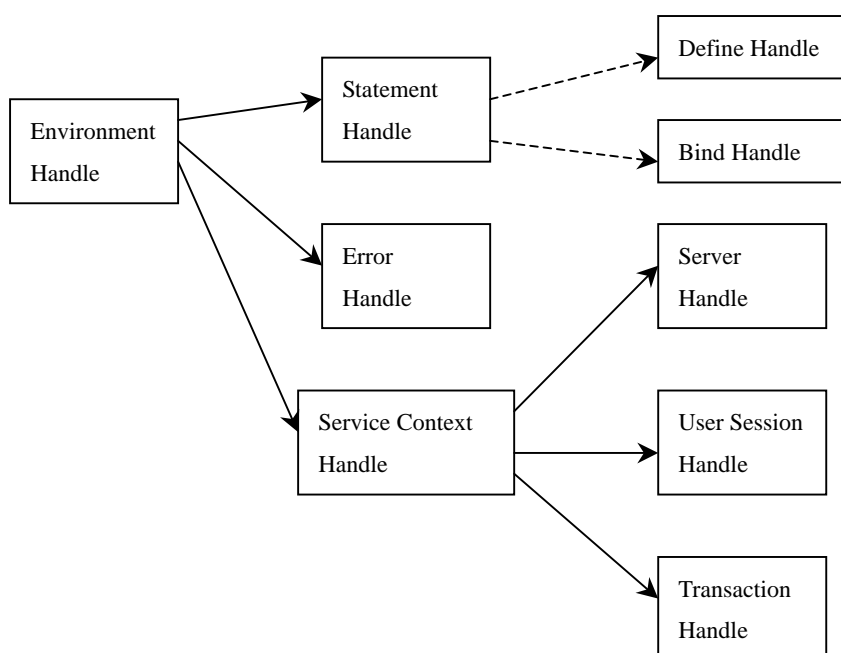 Environment
Handle
Statement
Handle
Define Handle
Bind Handle
Error
Handle
Service Context
Handle
Server
Handle
User Session
Handle
Transaction
Handle